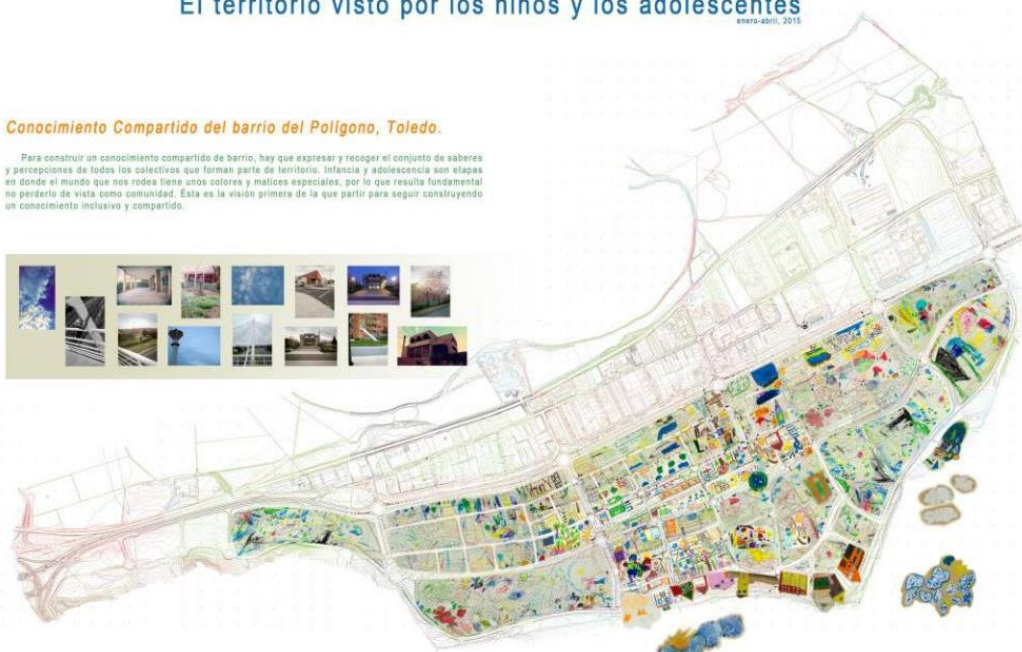 El territorio visto por los niños y los adolescentes
enero-abril, 2015
Conocimiento Compartido del barrio del Polígono, Toledo.
Para construir un conocimiento compartido de barrio, hay que expresar y recoger el conjunto de saberes
y percepciones de todos los colectivos que forman parte de territorio. Infancia y adolescencia son etapas
en donde el mundo que nos rodea tiene unos colores y matices especiales, por lo que resulta fundamental
no perderlo de vista como comunidad. Ésta es la visión primera de la que partir para seguir construyendo
un conocimiento inclusivo y compartido.